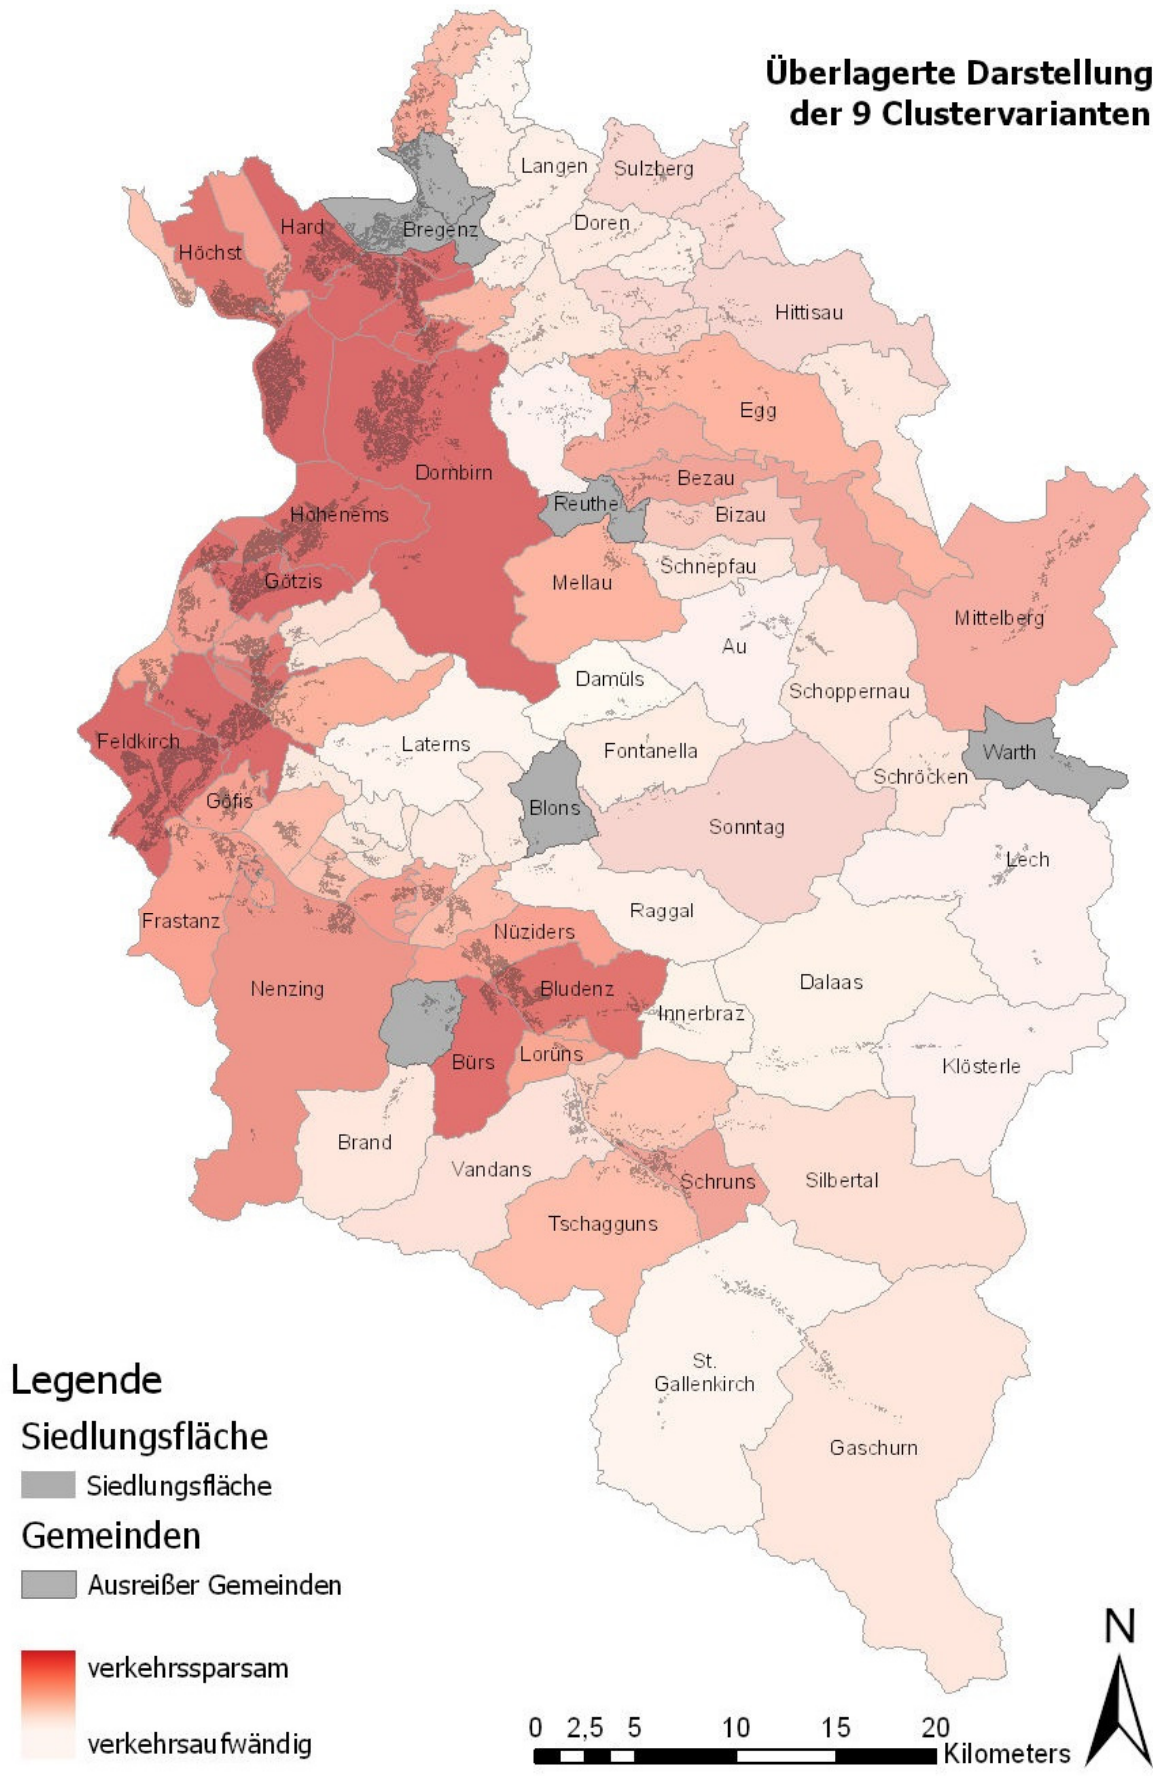 Überlagerte Darstellung
der 9 Clustervarianten
Langen
Sulzberg
Doren
Bregenz
Hard
Höchst
Hittisau
Egg
Dornbirn
Bezau
Reuthe
Bizau
Hohenems
Schnepfau
Götzis
Mellau
Mittelberg
Au
Damüls
Schoppernau
Feldkirch
Laterns
Fontanella
Warth
Schröcken
Göfis
Blons
Sonntag
Lech
Raggal
Frastanz
Nüziders
Nenzing
Bludenz
Dalaas
Innerbraz
Lorüns
Bürs
Klösterle
Brand
Vandans
Schruns
Silbertal
Tschagguns
St.
Gallenkirch
Gaschurn
Legende
Siedlungsfläche
Siedlungsfläche
Gemeinden
Ausreißer Gemeinden
verkehrssparsam
verkehrsaufwändig
N
0 2,5 5 10 15 20
Kilometers